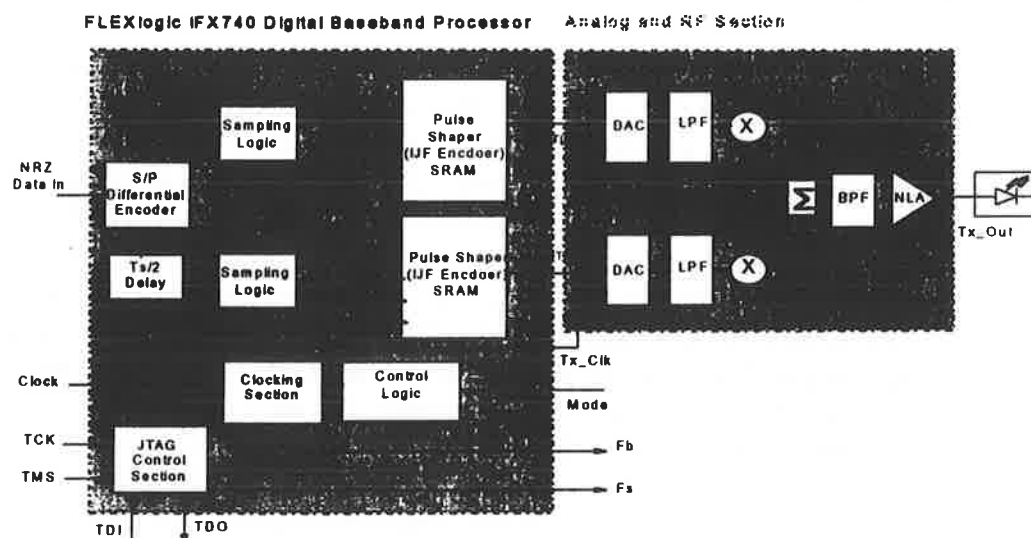 FLEXlogic iFX740 Digital Baseband Processor
Analog and RF Section
Sampling
Logic
Pulse
Shaper
(IJF Encdoer)
SRAM
DAC
LPF
X
NRZ
Data In
S/P
Differential
Encoder
Σ
BPF
NLA
Tx_Out
Ts/2
Delay
Sampling
Logic
Pulse Shaper
(IJF Encdoer)
SRAM
DAC
LPF
X
Tx_Clk
Clock
Clocking
Section
Control
Logic
Mode
TCK
TMS
JTAG
Control
Section
Fb
Fs
TDI
TDO